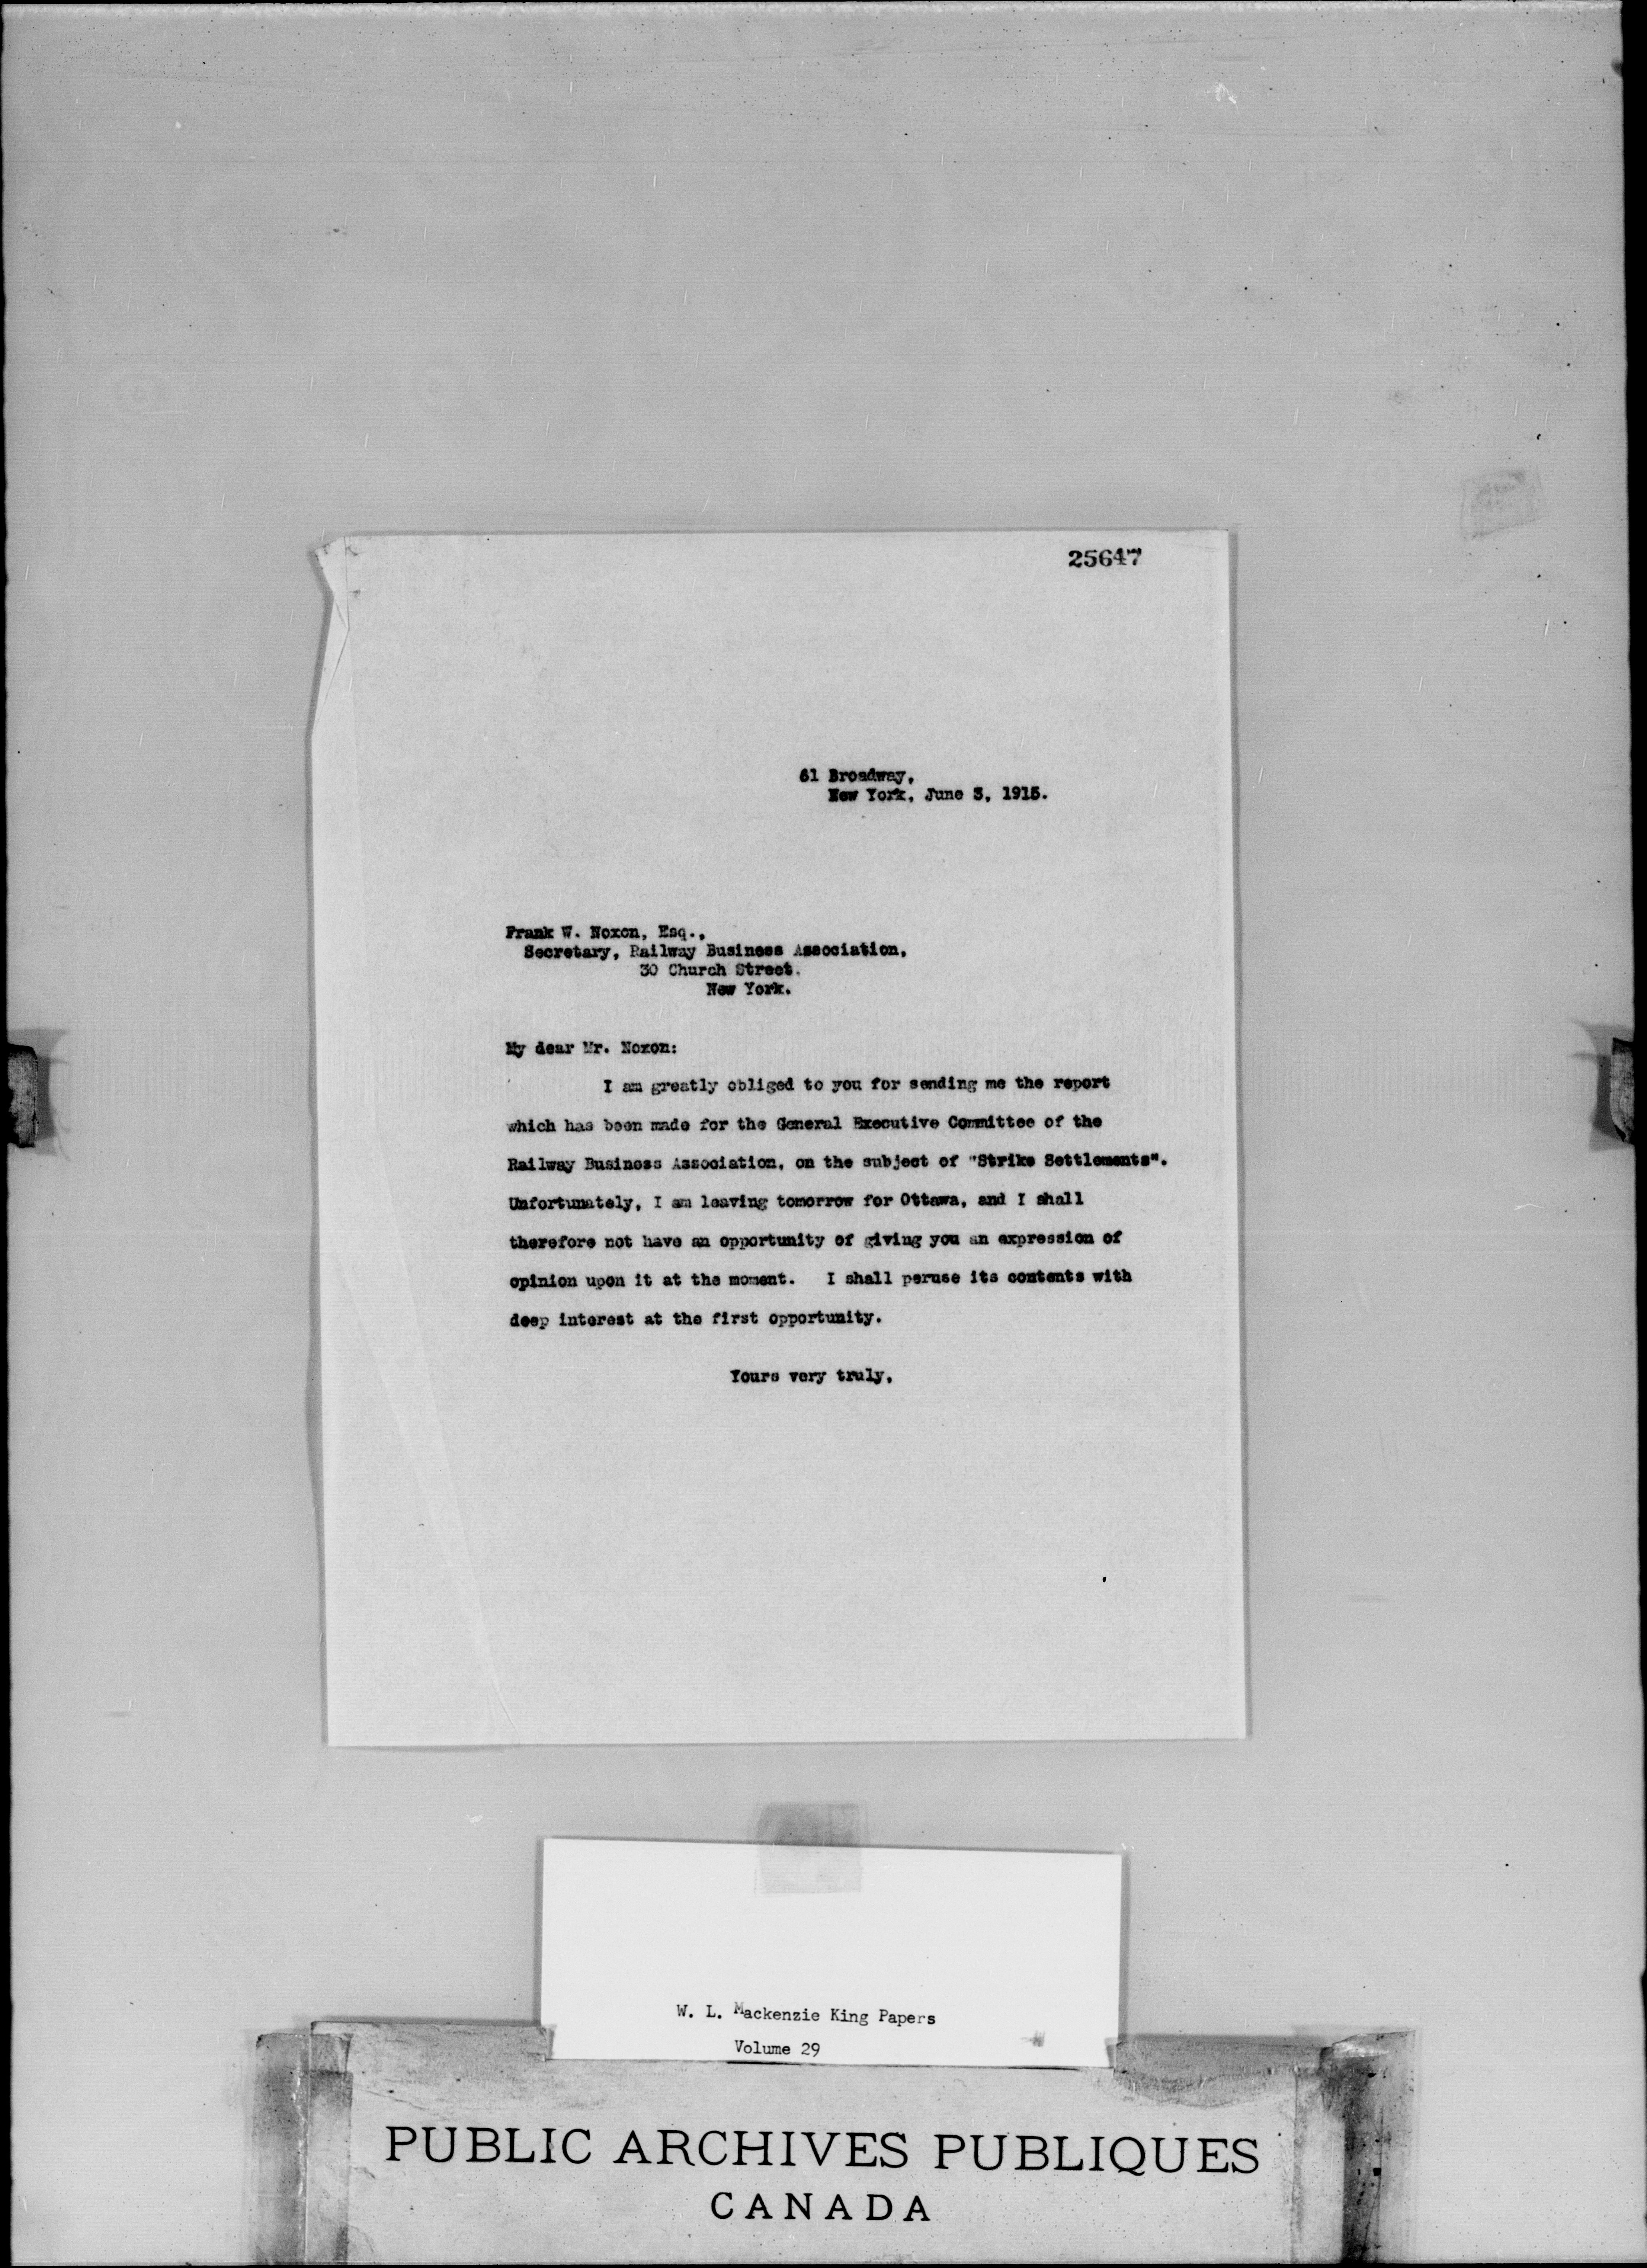 25647
61 Broadway,
New York, June 3, 1915.
Frank W. Noxon, Esq.,
Secretary, Railway Business Association,
30 Church Street.
New York.
My dear Mr. Noxon:
I am greatly obliged to you for sending me the report
which has been made for the General Executive Committee of the
Railway Business Association, on the subject of "Strike Settlements".
Unfortunately, I am leaving tomorrow for Ottawa, and I shall
therefore not have an opportunity of giving you an expression of
opinion upon it at the moment. I shall peruse its contents with
deep interest at the first opportunity.
Yours very truly,
W. L. Mackenzie King Papers
Volume 29
PUBLIC ARCHIVES PUBLIQUES
CANADA